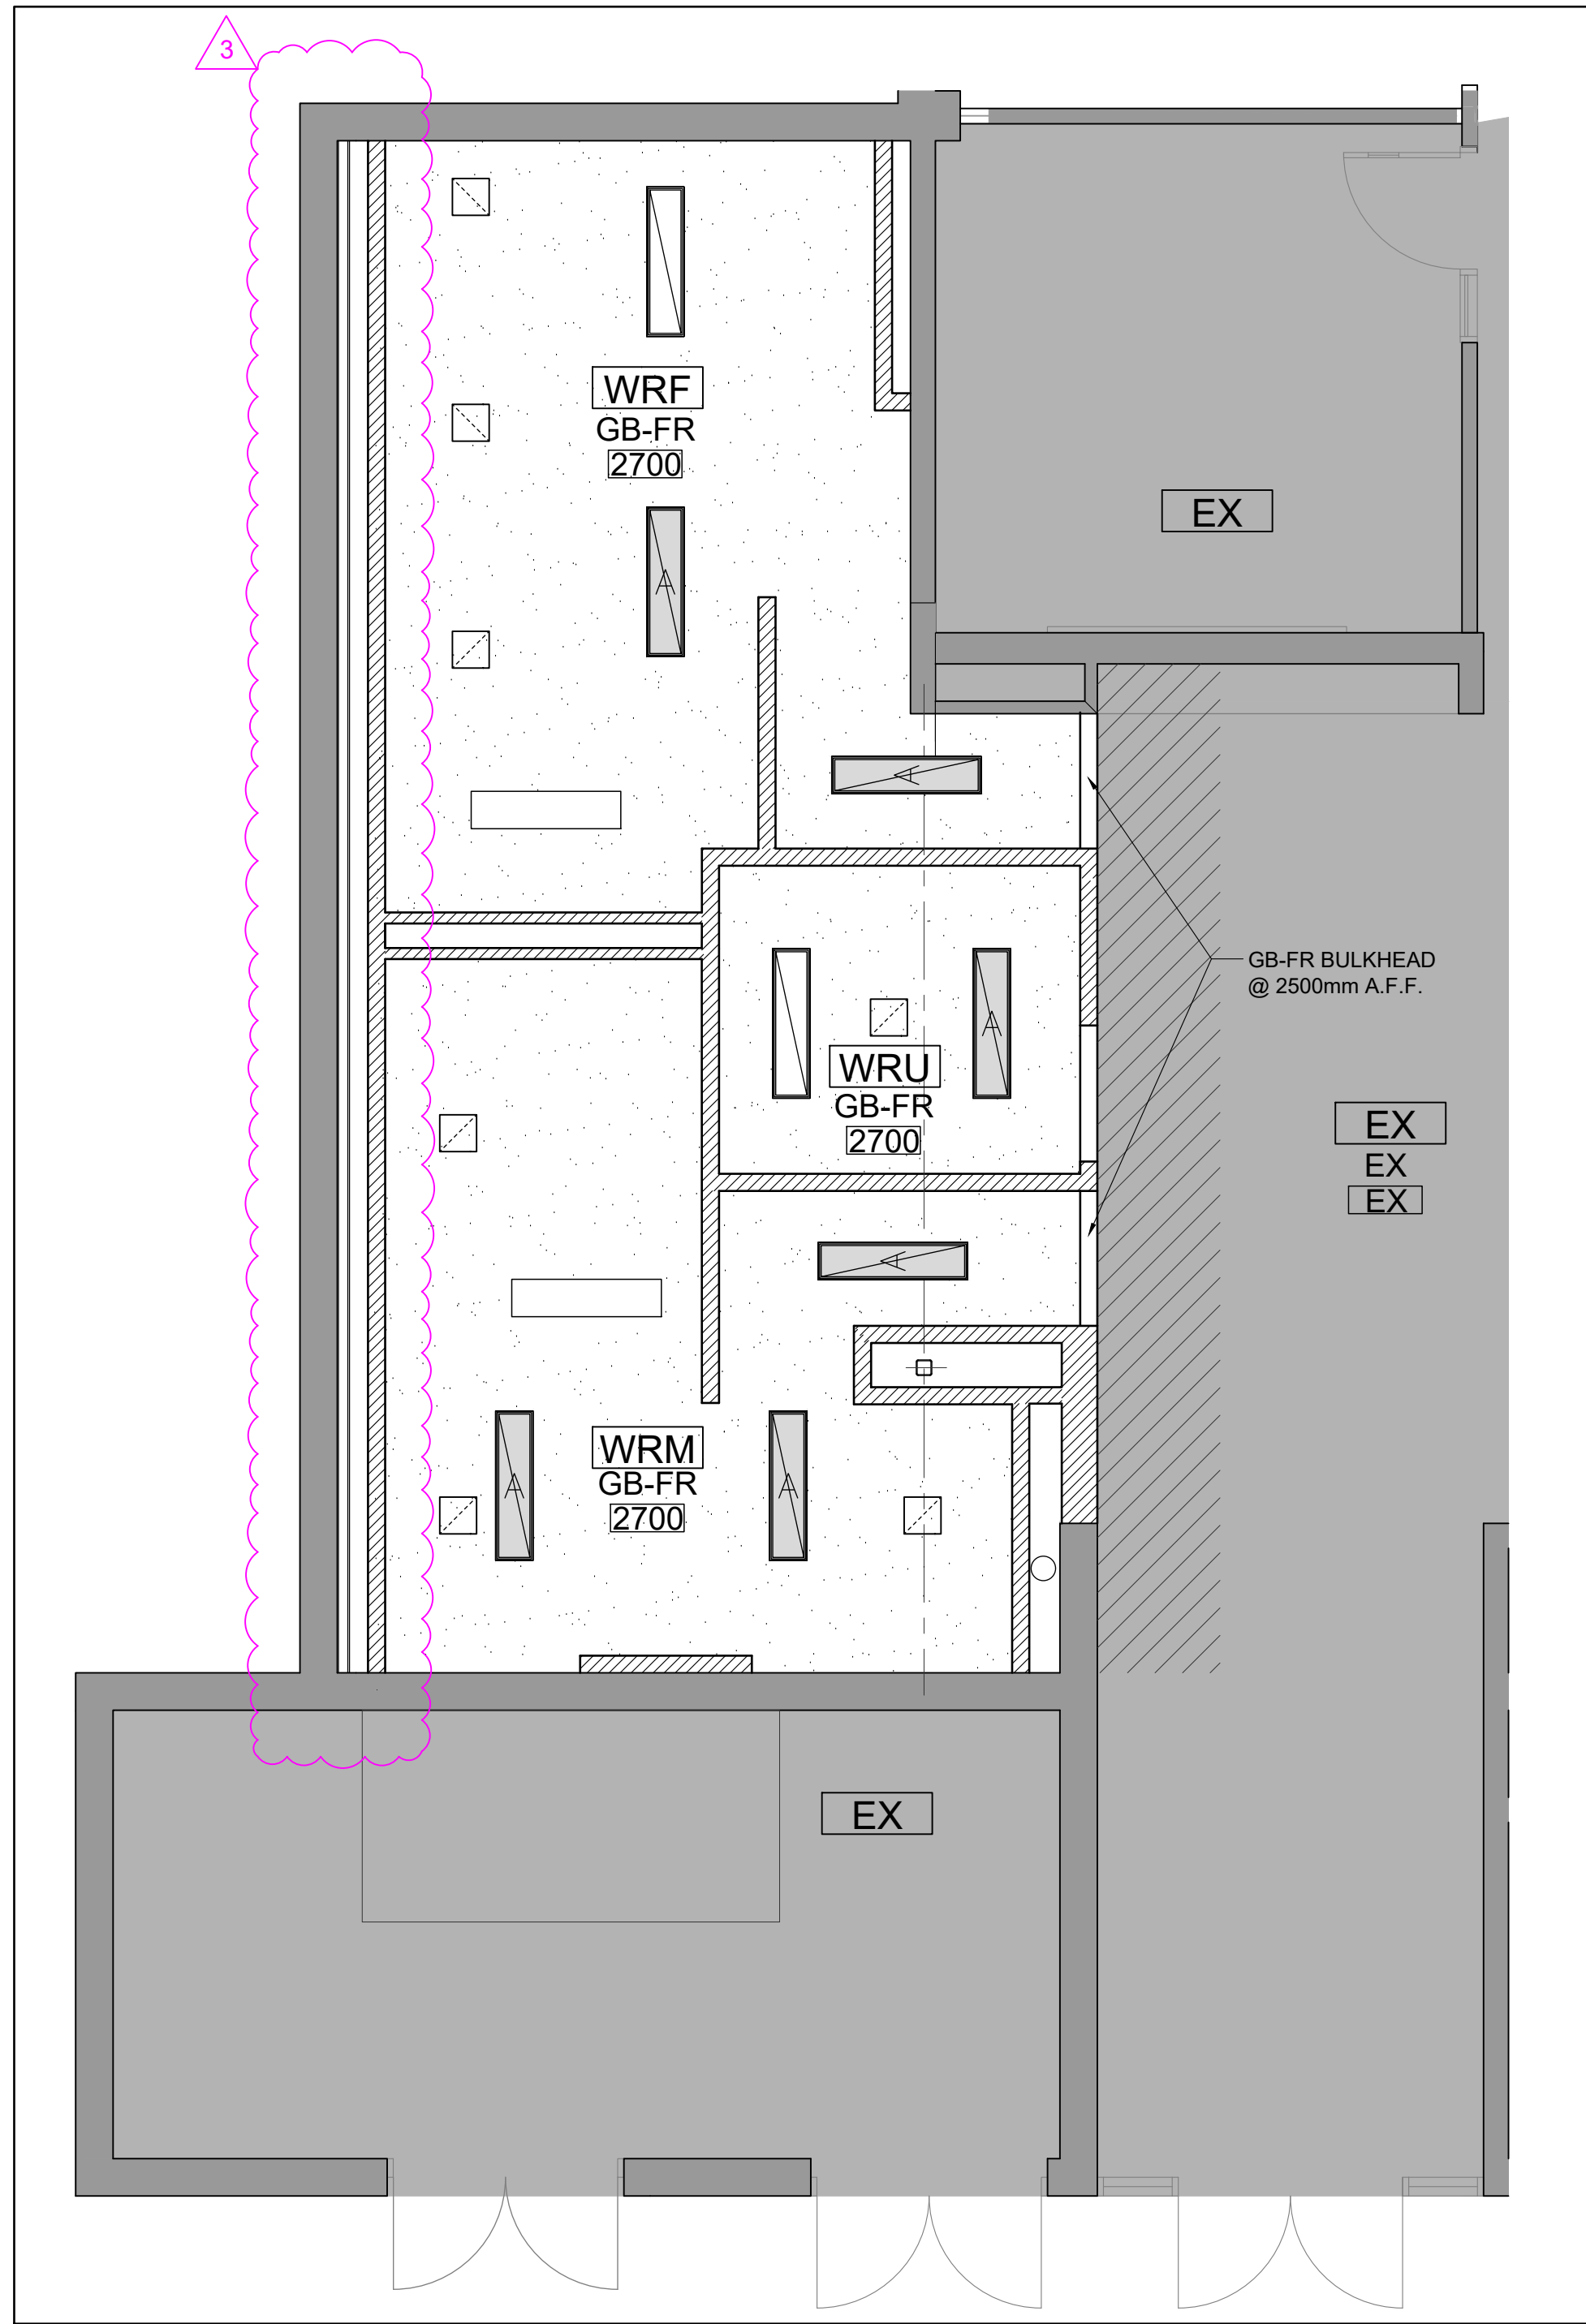 3
WRF
GB-FR
2700
A
EX
A
GB-FR BULKHEAD
@ 2500mm A.F.F.
A
WRU
GB-FR
2700
EX
EX
EX
A
WRM
GB-FR
2700
A
A
EX